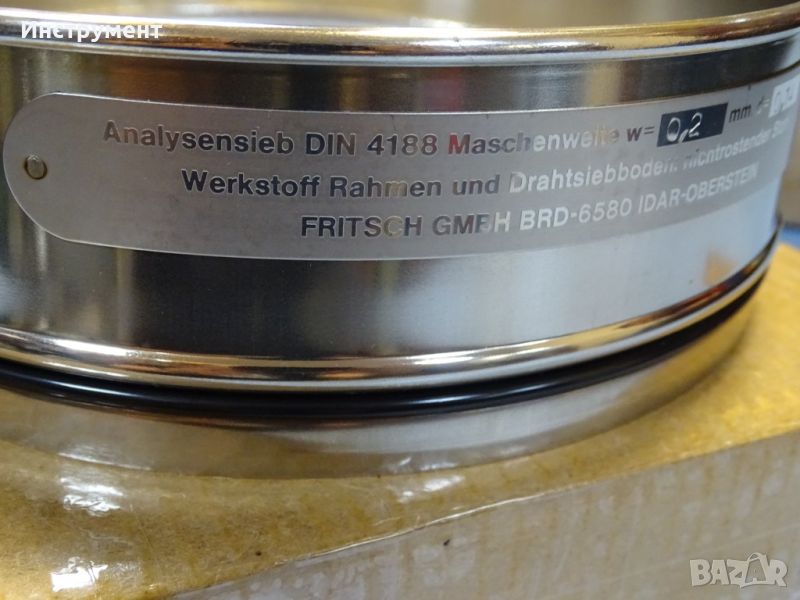 Инструмент
Analysensieb DIN 4188 Maschenweite w= 0,2 mm d=
Werkstoff Rahmen und Drahtsiebboden: nichtrostender
FRITSCH GMBH BRD-6580 IDAR-OBERSTEIN
BAZAR